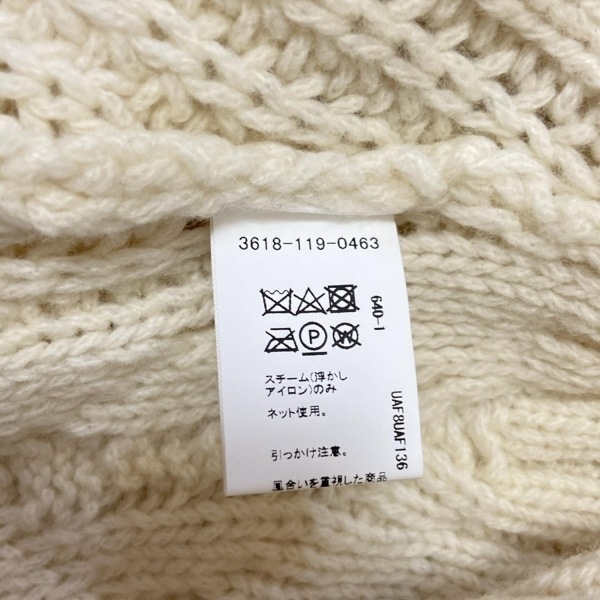 3618-119-0463
P W
640-1
スチーム(浮かし
アイロン)のみ
ネット使用。
引っかけ注意。
風合いを重視した商品
UAF8UAF136